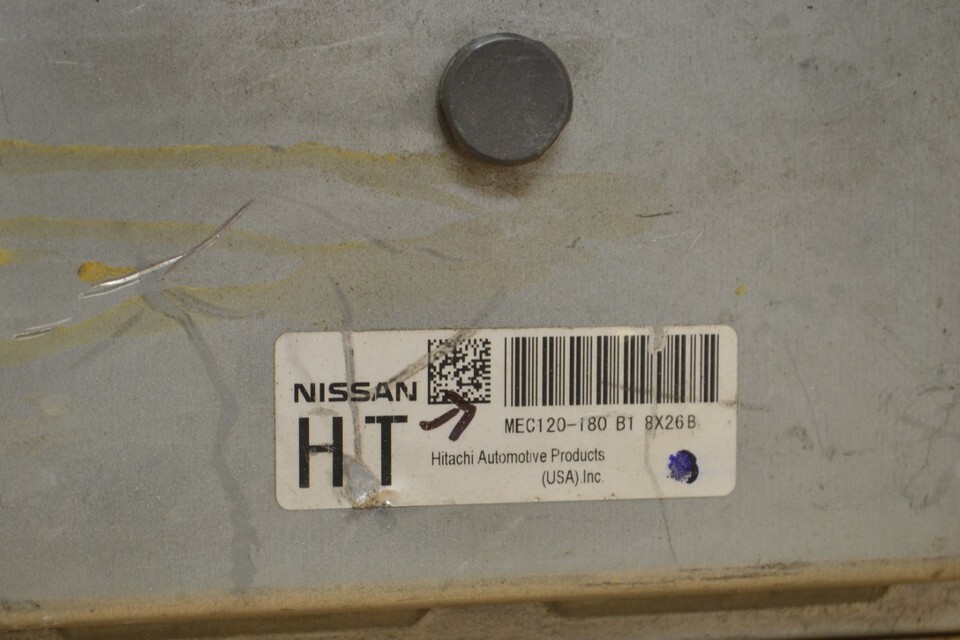 NISSAN
HT
MEC120-180 B1 8X26B
Hitachi Automotive Products
(USA).Inc.